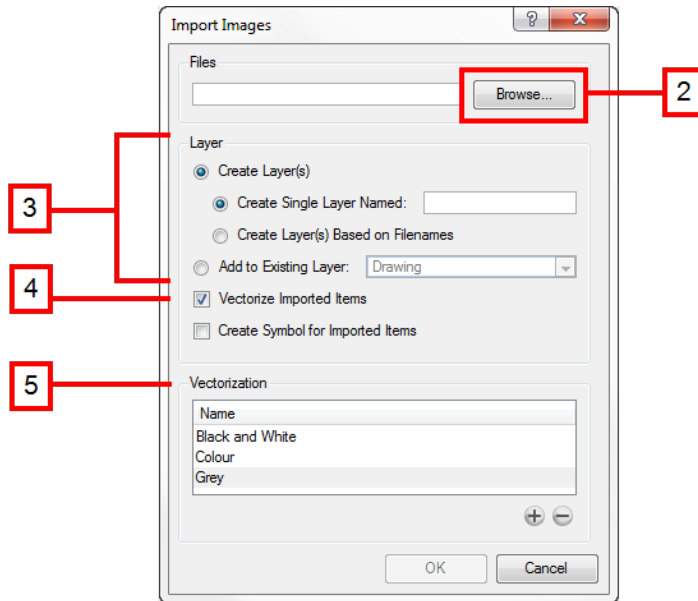 Import Images
Files
Browse...
2
Layer
Create Layer(s)
Create Single Layer Named:
3
Create Layer(s) Based on Filenames
Add to Existing Layer: Drawing
4
Vectorize Imported Items
Create Symbol for Imported Items
5
Vectorization
Name
Black and White
Colour
Grey
OK Cancel